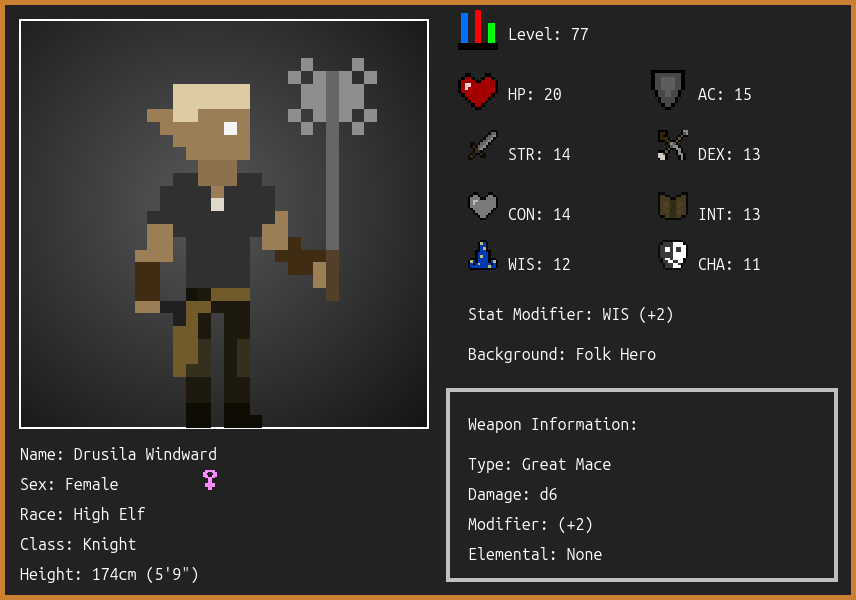 Level: 77
HP: 20 AC: 15
STR: 14 DEX: 13
CON: 14 INT: 13
WIS: 12 CHA: 11
Stat Modifier: WIS (+2)
Background: Folk Hero
Weapon Information:
Type: Great Mace
Damage: d6
Modifier: (+2)
Elemental: None
Name: Drusila Windward
Sex: Female
Race: High Elf
Class: Knight
Height: 174cm (5'9")